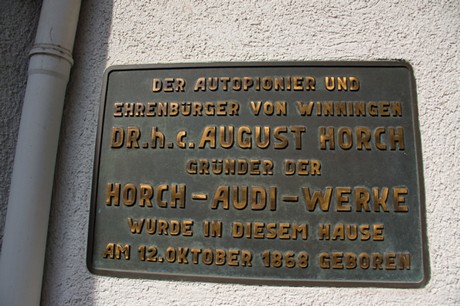 DER AUTOPIONIER UND
EHRENBÜRGER VON WINNINGEN
DR.h.c. AUGUST HORCH
GRÜNDER DER
HORCH-AUDI-WERKE
WURDE IN DIESEM HAUSE
AM 12. OKTOBER 1868 GEBOREN